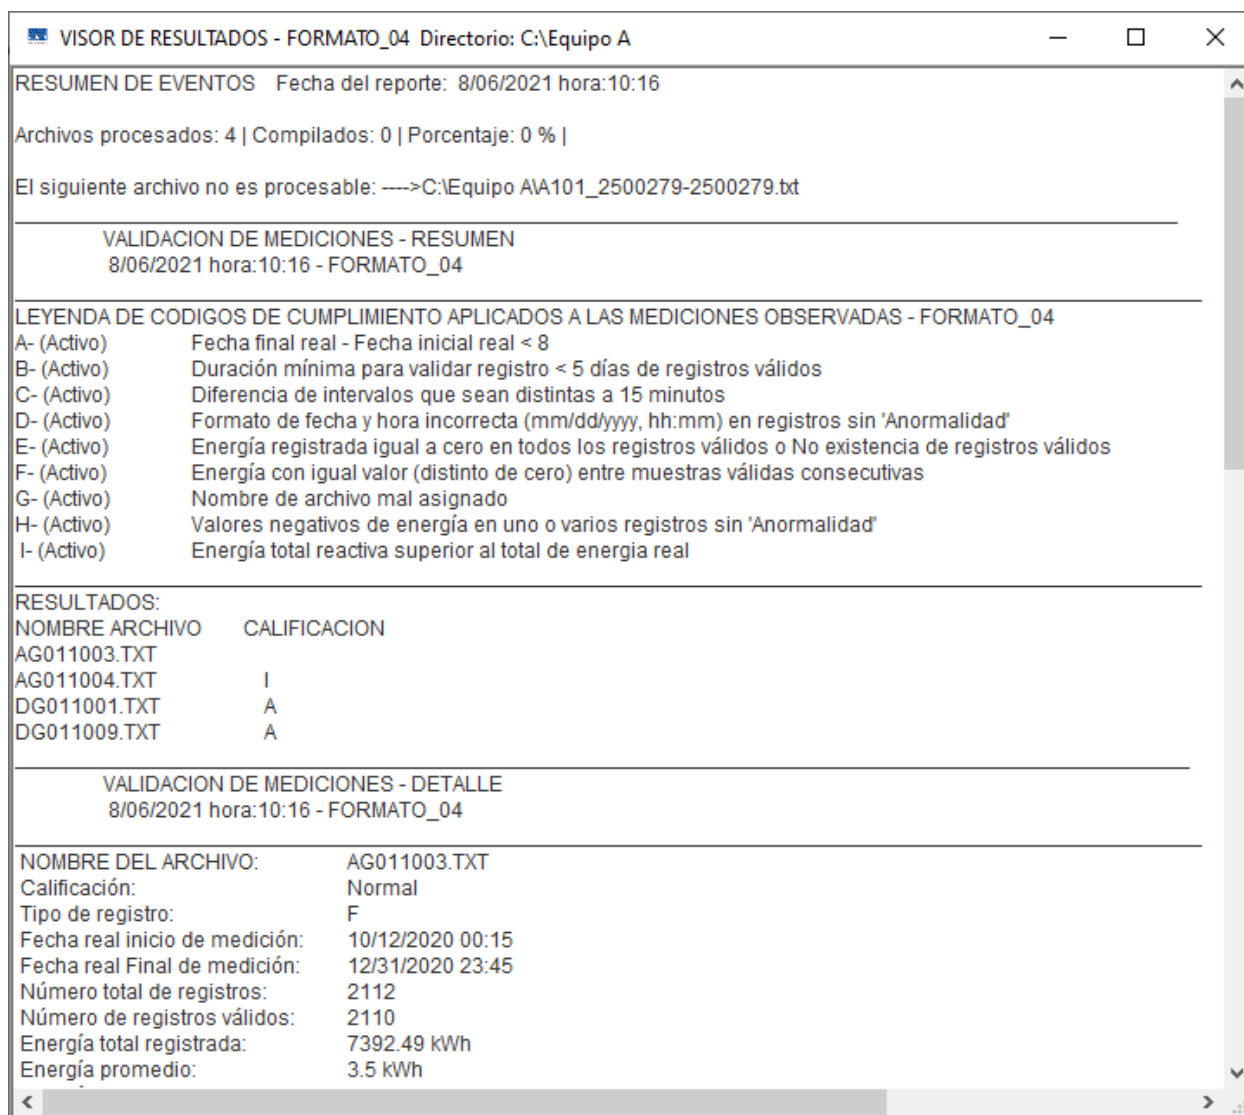 VISOR DE RESULTADOS - FORMATO_04 Directorio: C:\Equipo A
RESUMEN DE EVENTOS Fecha del reporte: 8/06/2021 hora:10:16
Archivos procesados: 4 | Compilados: 0 | Porcentaje: 0 % |
El siguiente archivo no es procesable: ---->C:\Equipo A\A101_2500279-2500279.txt
VALIDACION DE MEDICIONES - RESUMEN
8/06/2021 hora:10:16 - FORMATO_04
LEYENDA DE CODIGOS DE CUMPLIMIENTO APLICADOS A LAS MEDICIONES OBSERVADAS - FORMATO_04
A- (Activo) Fecha final real - Fecha inicial real < 8
B- (Activo) Duración mínima para validar registro < 5 días de registros válidos
C- (Activo) Diferencia de intervalos que sean distintas a 15 minutos
D- (Activo) Formato de fecha y hora incorrecta (mm/dd/yyyy, hh:mm) en registros sin 'Anormalidad'
E- (Activo) Energía registrada igual a cero en todos los registros válidos o No existencia de registros válidos
F- (Activo) Energía con igual valor (distinto de cero) entre muestras válidas consecutivas
G- (Activo) Nombre de archivo mal asignado
H- (Activo) Valores negativos de energía en uno o varios registros sin 'Anormalidad'
I- (Activo) Energía total reactiva superior al total de energia real
RESULTADOS:
NOMBRE ARCHIVO CALIFICACION
AG011003.TXT
AG011004.TXT I
DG011001.TXT A
DG011009.TXT A
VALIDACION DE MEDICIONES - DETALLE
8/06/2021 hora:10:16 - FORMATO_04
NOMBRE DEL ARCHIVO: AG011003.TXT
Calificación: Normal
Tipo de registro: F
Fecha real inicio de medición: 10/12/2020 00:15
Fecha real Final de medición: 12/31/2020 23:45
Número total de registros: 2112
Número de registros válidos: 2110
Energía total registrada: 7392.49 kWh
Energía promedio: 3.5 kWh